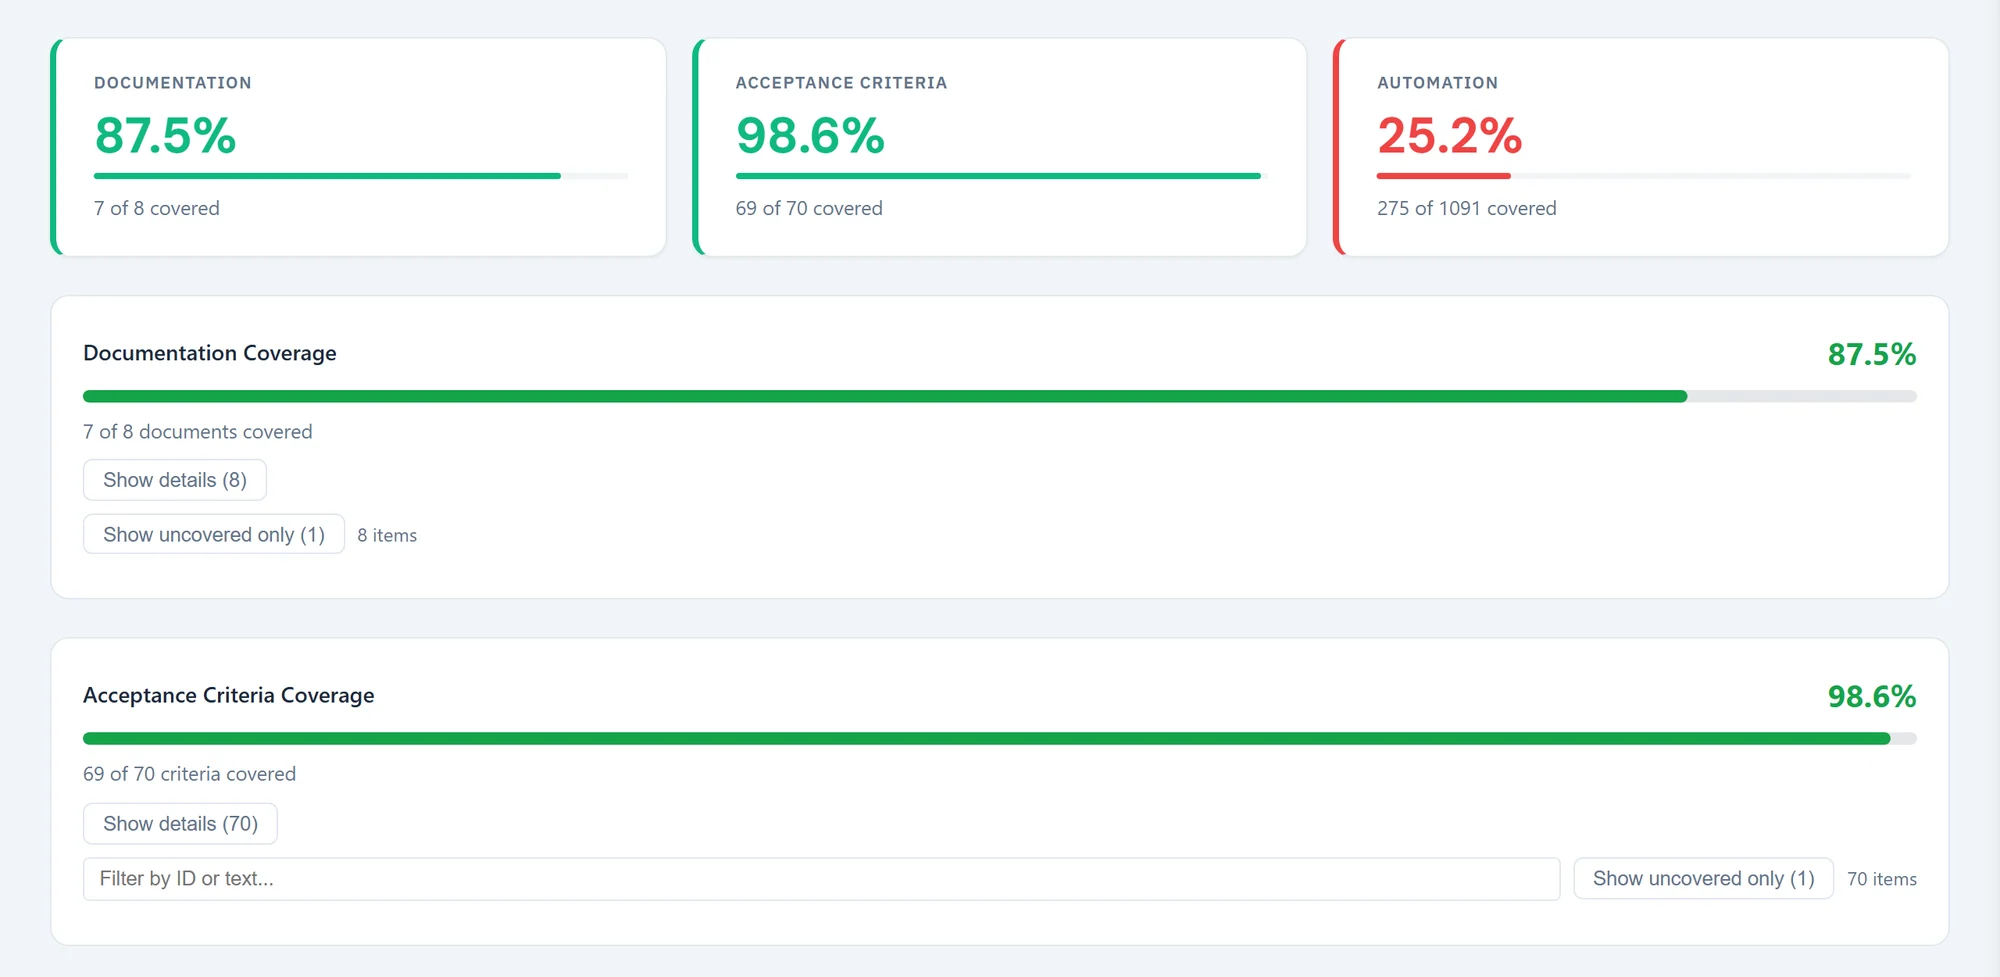 DOCUMENTATION
87.5%
7 of 8 covered
ACCEPTANCE CRITERIA
98.6%
69 of 70 covered
AUTOMATION
25.2%
275 of 1091 covered
Documentation Coverage
87.5%
7 of 8 documents covered
Show details (8)
Show uncovered only (1)
8 items
Acceptance Criteria Coverage
98.6%
69 of 70 criteria covered
Show details (70)
Filter by ID or text...
Show uncovered only (1)
70 items